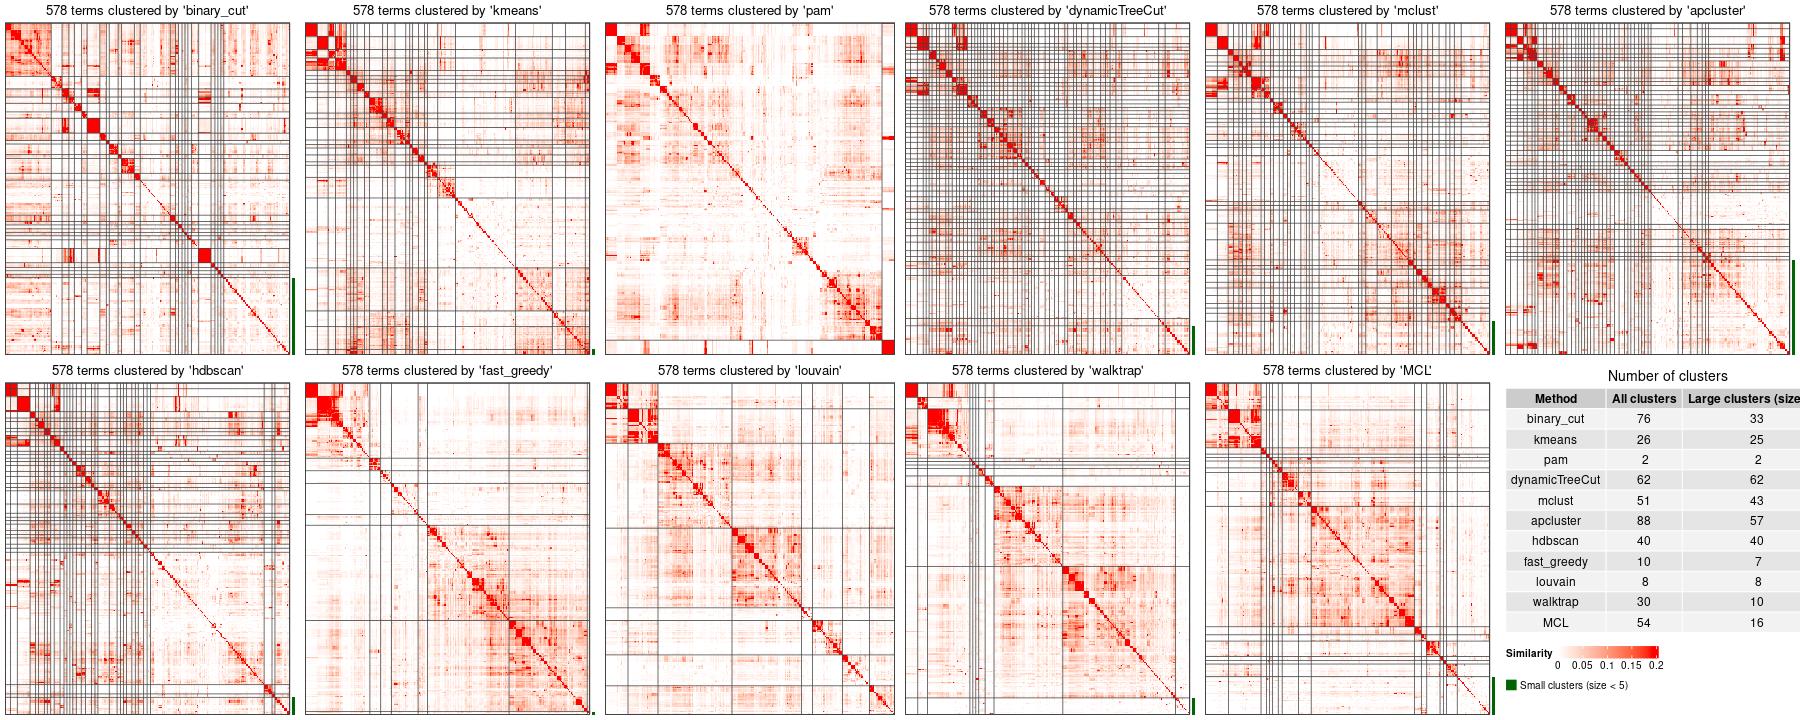 578 terms clustered by 'binary_cut'
578 terms clustered by 'kmeans'
578 terms clustered by 'pam'
578 terms clustered by 'dynamicTreeCut'
578 terms clustered by 'mclust'
578 terms clustered by 'apcluster'
578 terms clustered by 'hdbscan'
578 terms clustered by 'fast_greedy'
578 terms clustered by 'louvain'
578 terms clustered by 'walktrap'
578 terms clustered by 'MCL'
Number of clusters
Method All clusters Large clusters (size
binary_cut 76 33
kmeans 26 25
pam 2 2
dynamicTreeCut 62 62
mclust 51 43
apcluster 88 57
hdbscan 40 40
fast_greedy 10 7
louvain 8 8
walktrap 30 10
MCL 54 16
Similarity
0 0.05 0.1 0.15 0.2
Small clusters (size < 5)